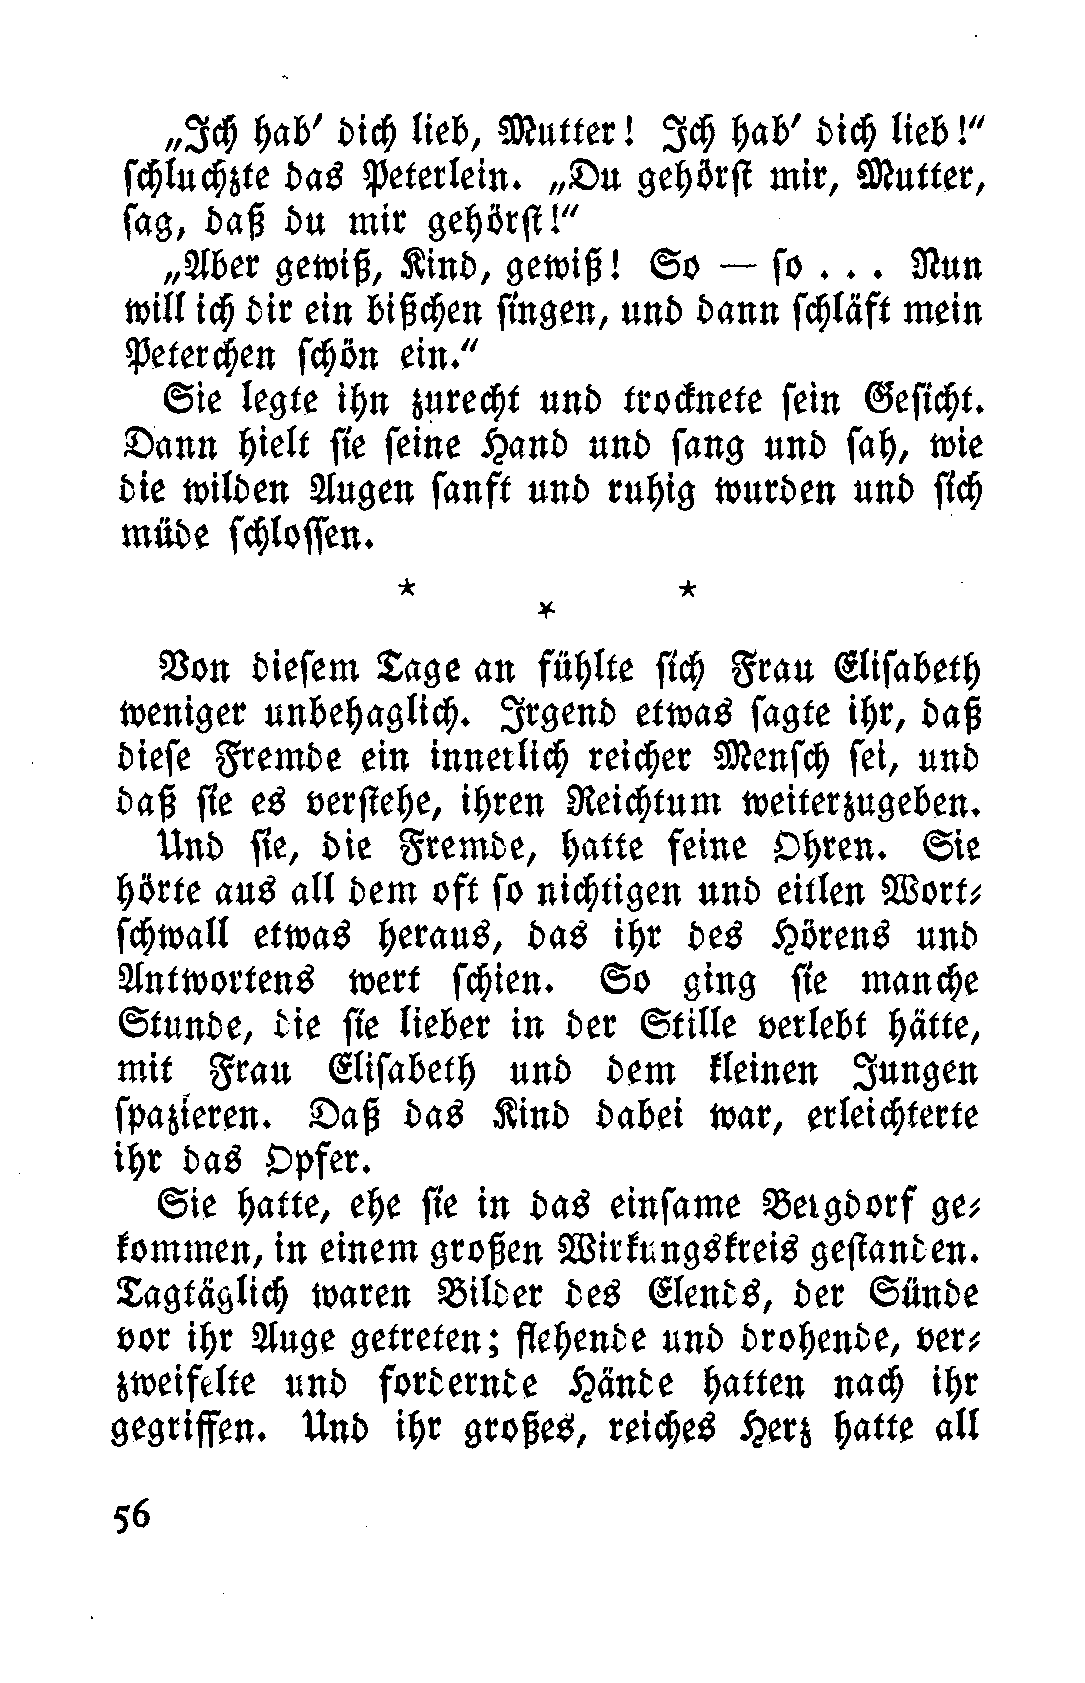 „Ich hab' dich lieb, Mutter! Ich hab' dich lieb!“
schluchzte das Peterlein. „Du gehörst mir, Mutter,
sag, daß du mir gehörst!“
„Aber gewiß, Kind, gewiß! So — so . . . Nun
will ich dir ein bißchen singen, und dann schläft mein
Peterchen schön ein.“
Sie legte ihn zurecht und trocknete sein Gesicht.
Dann hielt sie seine Hand und sang und sah, wie
die wilden Augen sanft und ruhig wurden und sich
müde schlossen.
* * *
Von diesem Tage an fühlte sich Frau Elisabeth
weniger unbehaglich. Irgend etwas sagte ihr, daß
diese Fremde ein innerlich reicher Mensch sei, und
daß sie es verstehe, ihren Reichtum weiterzugeben.
Und sie, die Fremde, hatte feine Ohren. Sie
hörte aus all dem oft so nichtigen und eitlen Wort-
schwall etwas heraus, das ihr des Hörens und
Antwortens wert schien. So ging sie manche
Stunde, die sie lieber in der Stille verlebt hätte,
mit Frau Elisabeth und dem kleinen Jungen
spazieren. Daß das Kind dabei war, erleichterte
ihr das Opfer.
Sie hatte, ehe sie in das einsame Bergdorf ge-
kommen, in einem großen Wirkungskreis gestanden.
Tagtäglich waren Bilder des Elends, der Sünde
vor ihr Auge getreten; flehende und drohende, ver-
zweifelte und fordernde Hände hatten nach ihr
gegriffen. Und ihr großes, reiches Herz hatte all
56